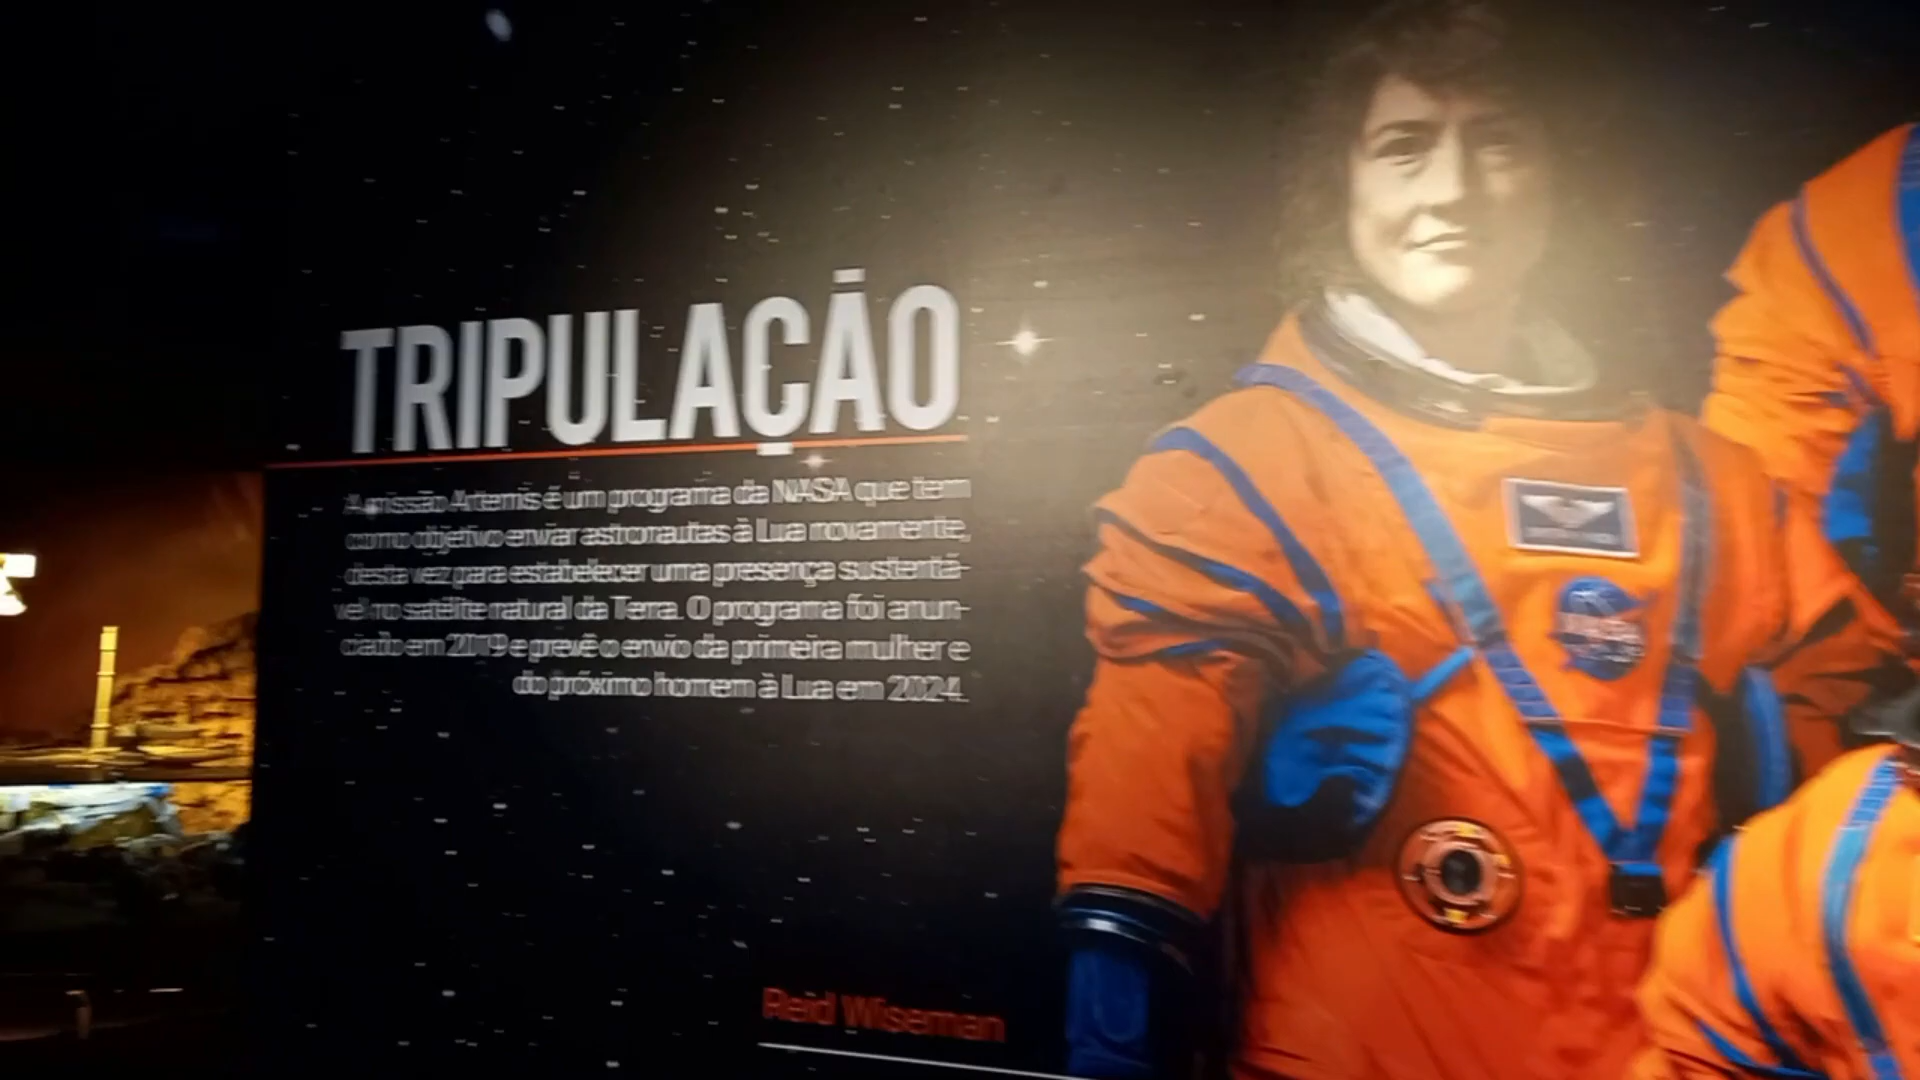 TRIPULAÇÃO
A missão Artemis é um programa da NASA que tem
como objetivo enviar astronautas à Lua novamente,
desta vez para estabelecer uma presença sustentá-
vel no satélite natural da Terra. O programa foi anun-
ciado em 2019 e prevê o envio da primeira mulher e
do próximo homem à Lua em 2024.
NASA
Reid Wiseman